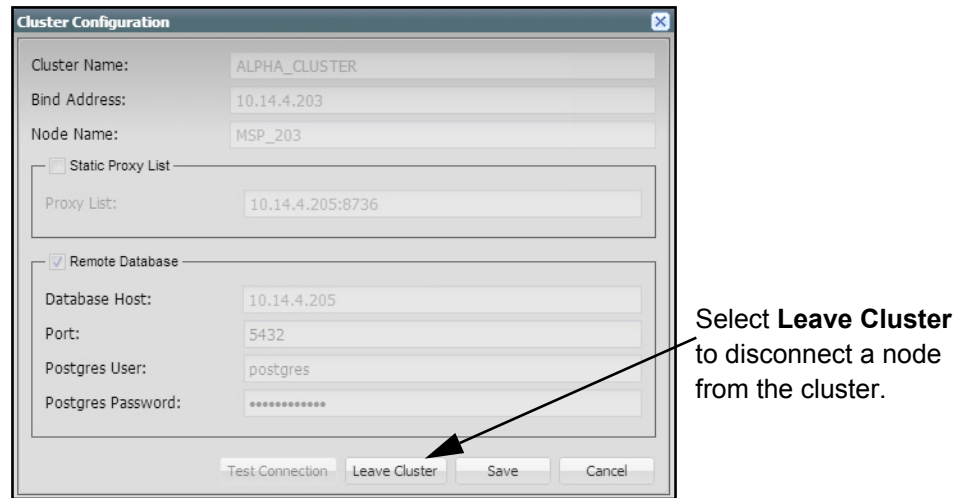 Cluster Configuration
Cluster Name: ALPHA_CLUSTER
Bind Address: 10.14.4.203
Node Name: MSP_203
Static Proxy List
Proxy List: 10.14.4.205:8736
Remote Database
Database Host: 10.14.4.205
Port: 5432
Postgres User: postgres
Postgres Password: ••••••••••••
Test Connection Leave Cluster Save Cancel
Select Leave Cluster
to disconnect a node
from the cluster.